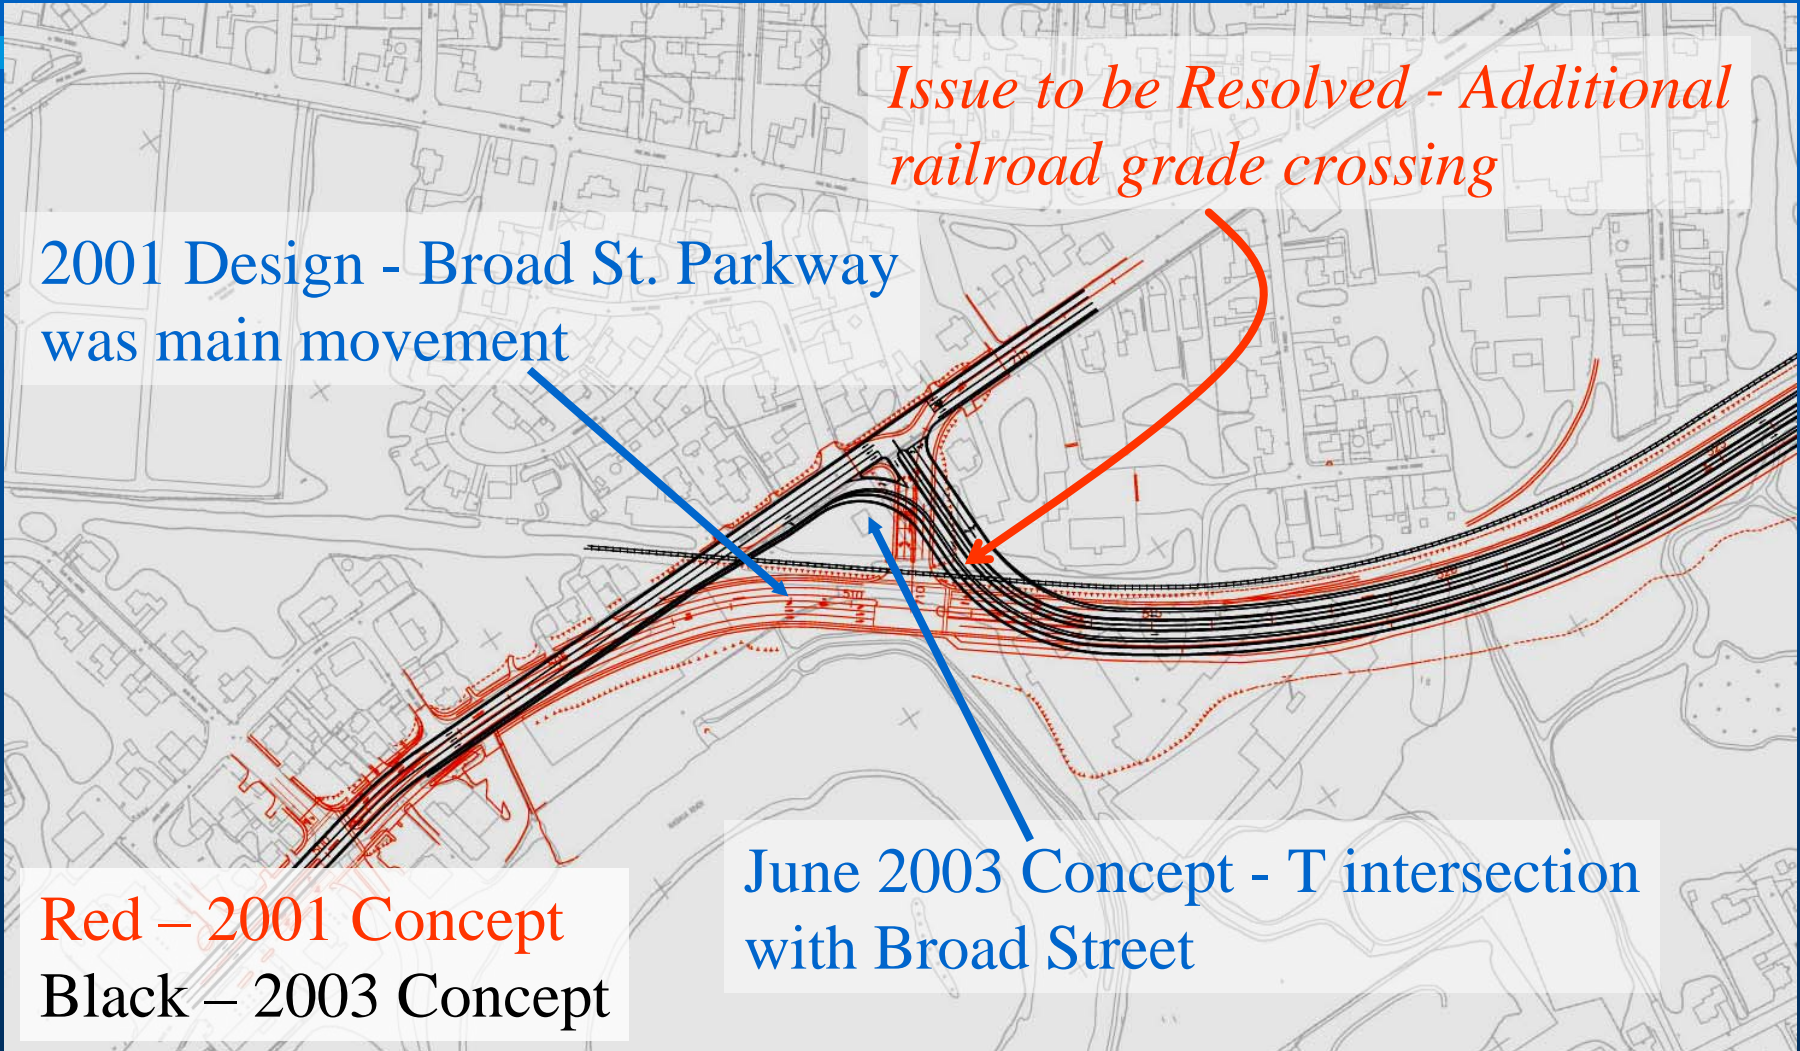 Issue to be Resolved - Additional
railroad grade crossing
2001 Design - Broad St. Parkway
was main movement
June 2003 Concept - T intersection
with Broad Street
Red – 2001 Concept
Black – 2003 Concept